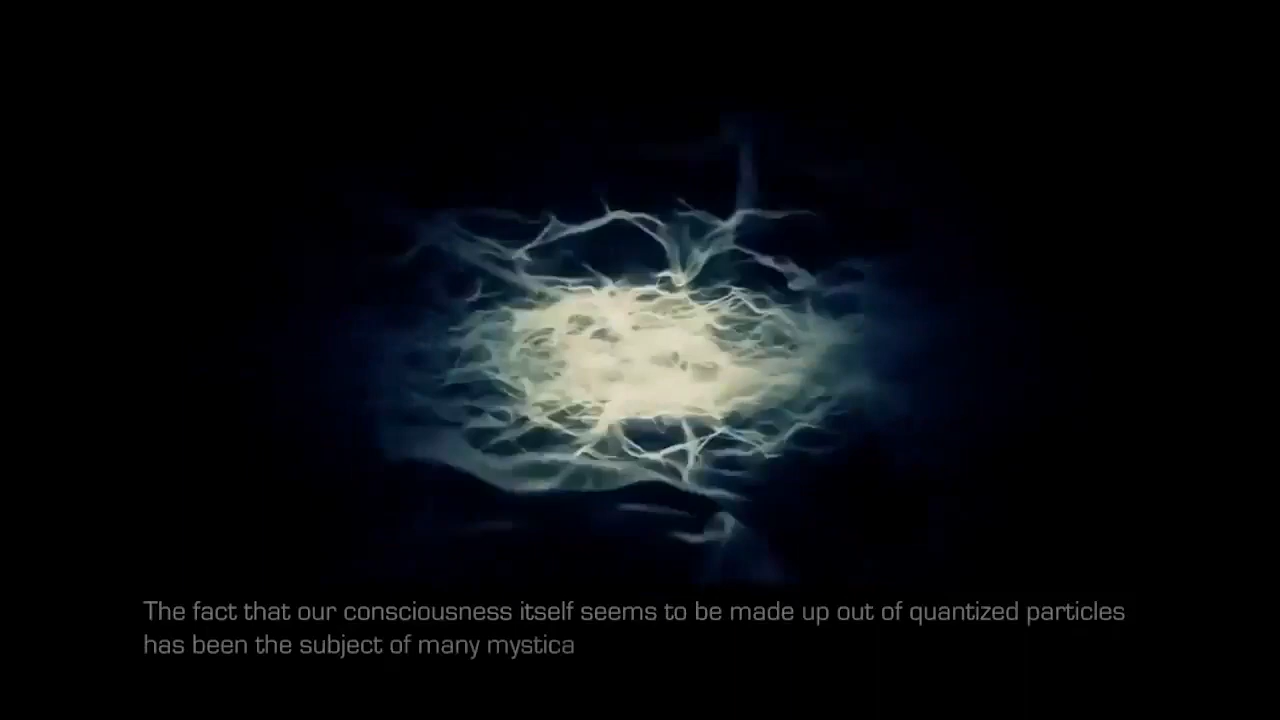 The fact that our consciousness itself seems to be made up out of quantized particles
has been the subject of many mystica